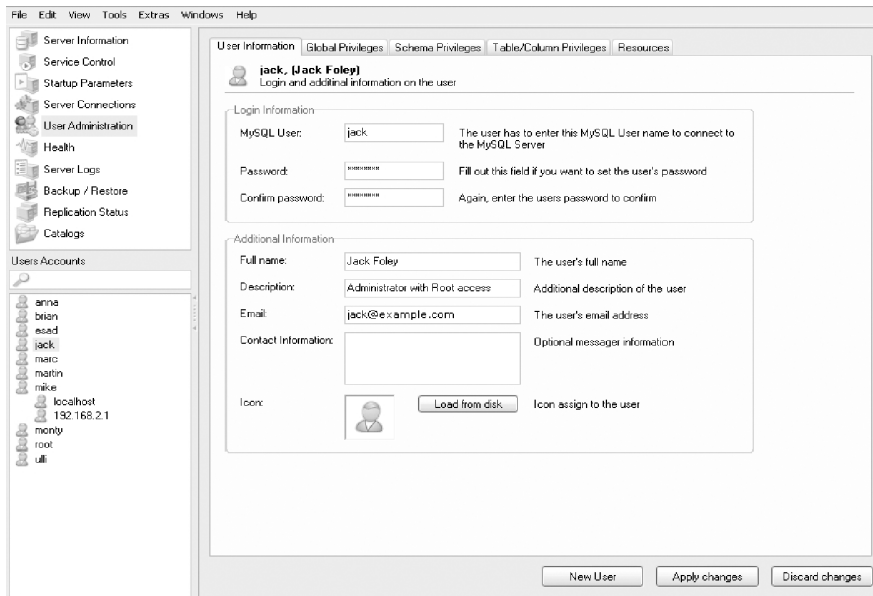 File Edit View Tools Extras Windows Help
Server Information
Service Control
Startup Parameters
Server Connections
User Administration
Health
Server Logs
Backup / Restore
Replication Status
Catalogs
Users Accounts
anna
brian
esad
jack
marc
martin
mike
localhost
192.168.2.1
monty
root
ulli
User Information Global Privileges Schema Privileges Table/Column Privileges Resources
jack, (Jack Foley)
Login and additinal information on the user
Login Information
MySQL User: jack The user has to enter this MySQL User name to connect to
the MySQL Server
Password: ******** Fill out this field if you want to set the user's password
Confirm password: ******** Again, enter the users password to confirm
Additional Information
Full name: Jack Foley The user's full name
Description: Administrator with Root access Additional description of the user
Email: jack@example.com The user's email address
Contact Information: Optional messager information
Icon: Load from disk Icon assign to the user
New User Apply changes Discard changes